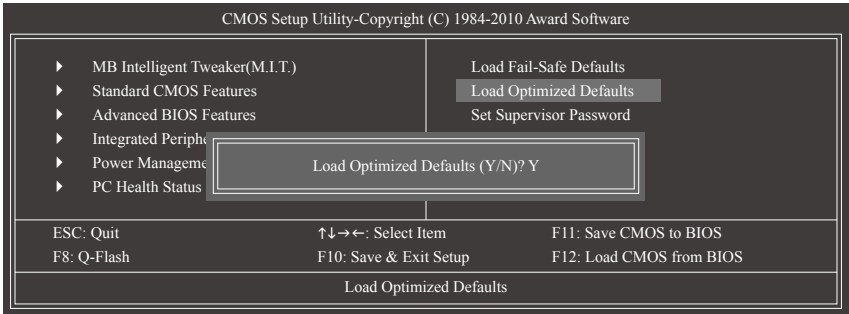 CMOS Setup Utility-Copyright (C) 1984-2010 Award Software
MB Intelligent Tweaker(M.I.T.)
Standard CMOS Features
Advanced BIOS Features
Integrated
Power
PC Health Status
Load Fail-Safe Defaults
Load Optimized Defaults
Set Supervisor Password
Load Optimized Defaults (Y/N)? Y
ESC: Quit ↑↓→←: Select Item F11: Save CMOS to BIOS
F8: Q-Flash F10: Save & Exit Setup F12: Load CMOS from BIOS
Load Optimized Defaults